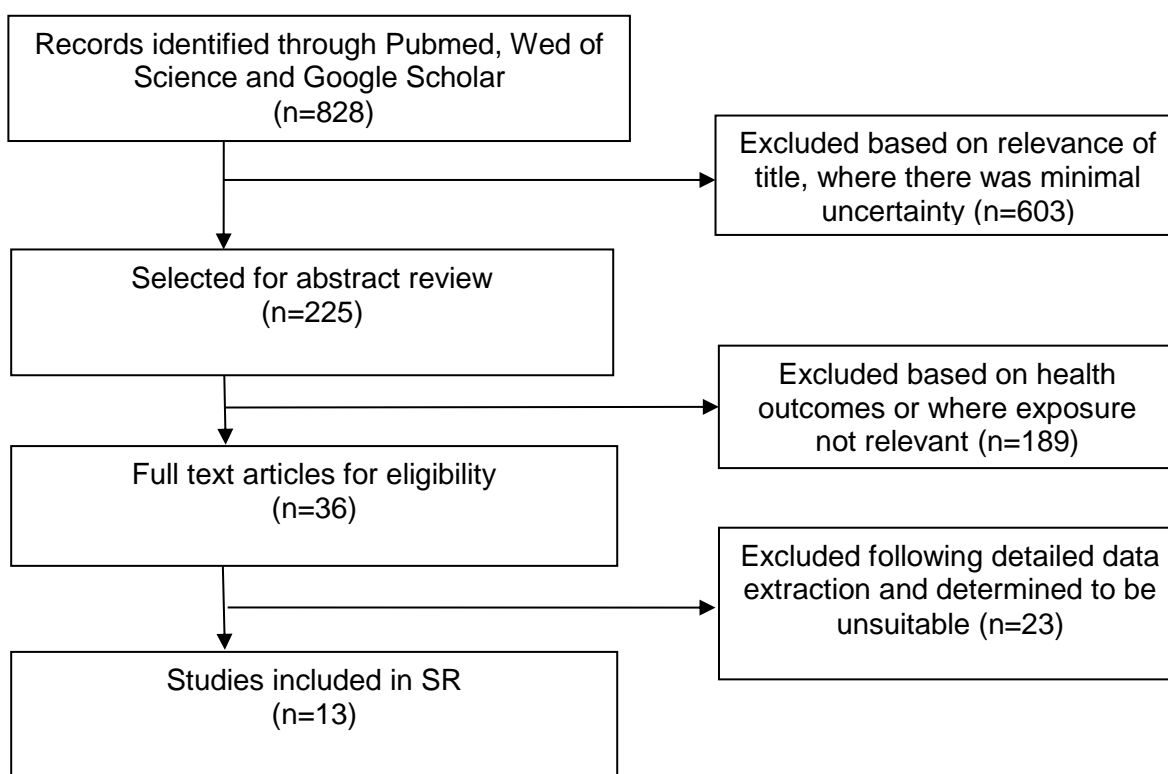 Records identified through Pubmed, Wed of
Science and Google Scholar
(n=828)
Excluded based on relevance of
title, where there was minimal
uncertainty (n=603)
Selected for abstract review
(n=225)
Excluded based on health
outcomes or where exposure
not relevant (n=189)
Full text articles for eligibility
(n=36)
Excluded following detailed data
extraction and determined to be
unsuitable (n=23)
Studies included in SR
(n=13)